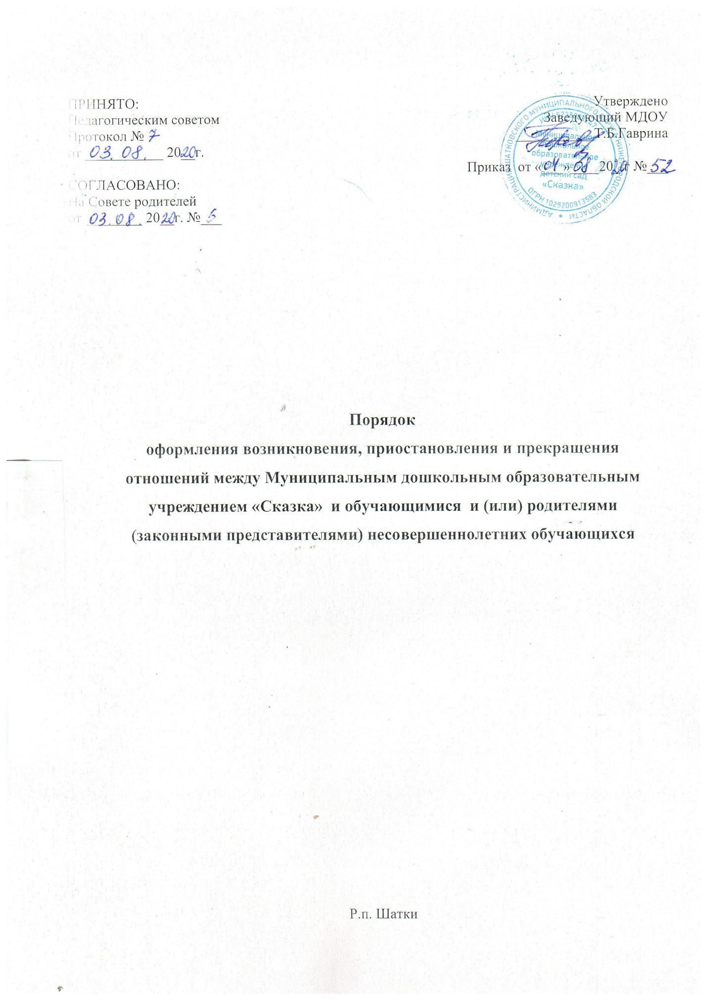 ПРИНЯТО:
Педагогическим советом
Протокол № 7
от 03.08. 2020г.
СОГЛАСОВАНО:
На Совете родителей
от 03.08. 2020г. № 5
Утверждено
Заведующий МДОУ
Т.Б.Гаврина
Приказ от «04» 08 2020г № 52
АДМИНИСТРАЦИЯ ШАТКОВСКОГО МУНИЦИПАЛЬНОГО ОКРУГА НИЖЕГОРОДСКОЙ ОБЛАСТИ *
ИНН
Муниципальное
дошкольное
образовательное
учреждение
детский сад
«Сказка»
ОГРН 1025200913583
Порядок
оформления возникновения, приостановления и прекращения
отношений между Муниципальным дошкольным образовательным
учреждением «Сказка» и обучающимися и (или) родителями
(законными представителями) несовершеннолетних обучающихся
Р.п. Шатки